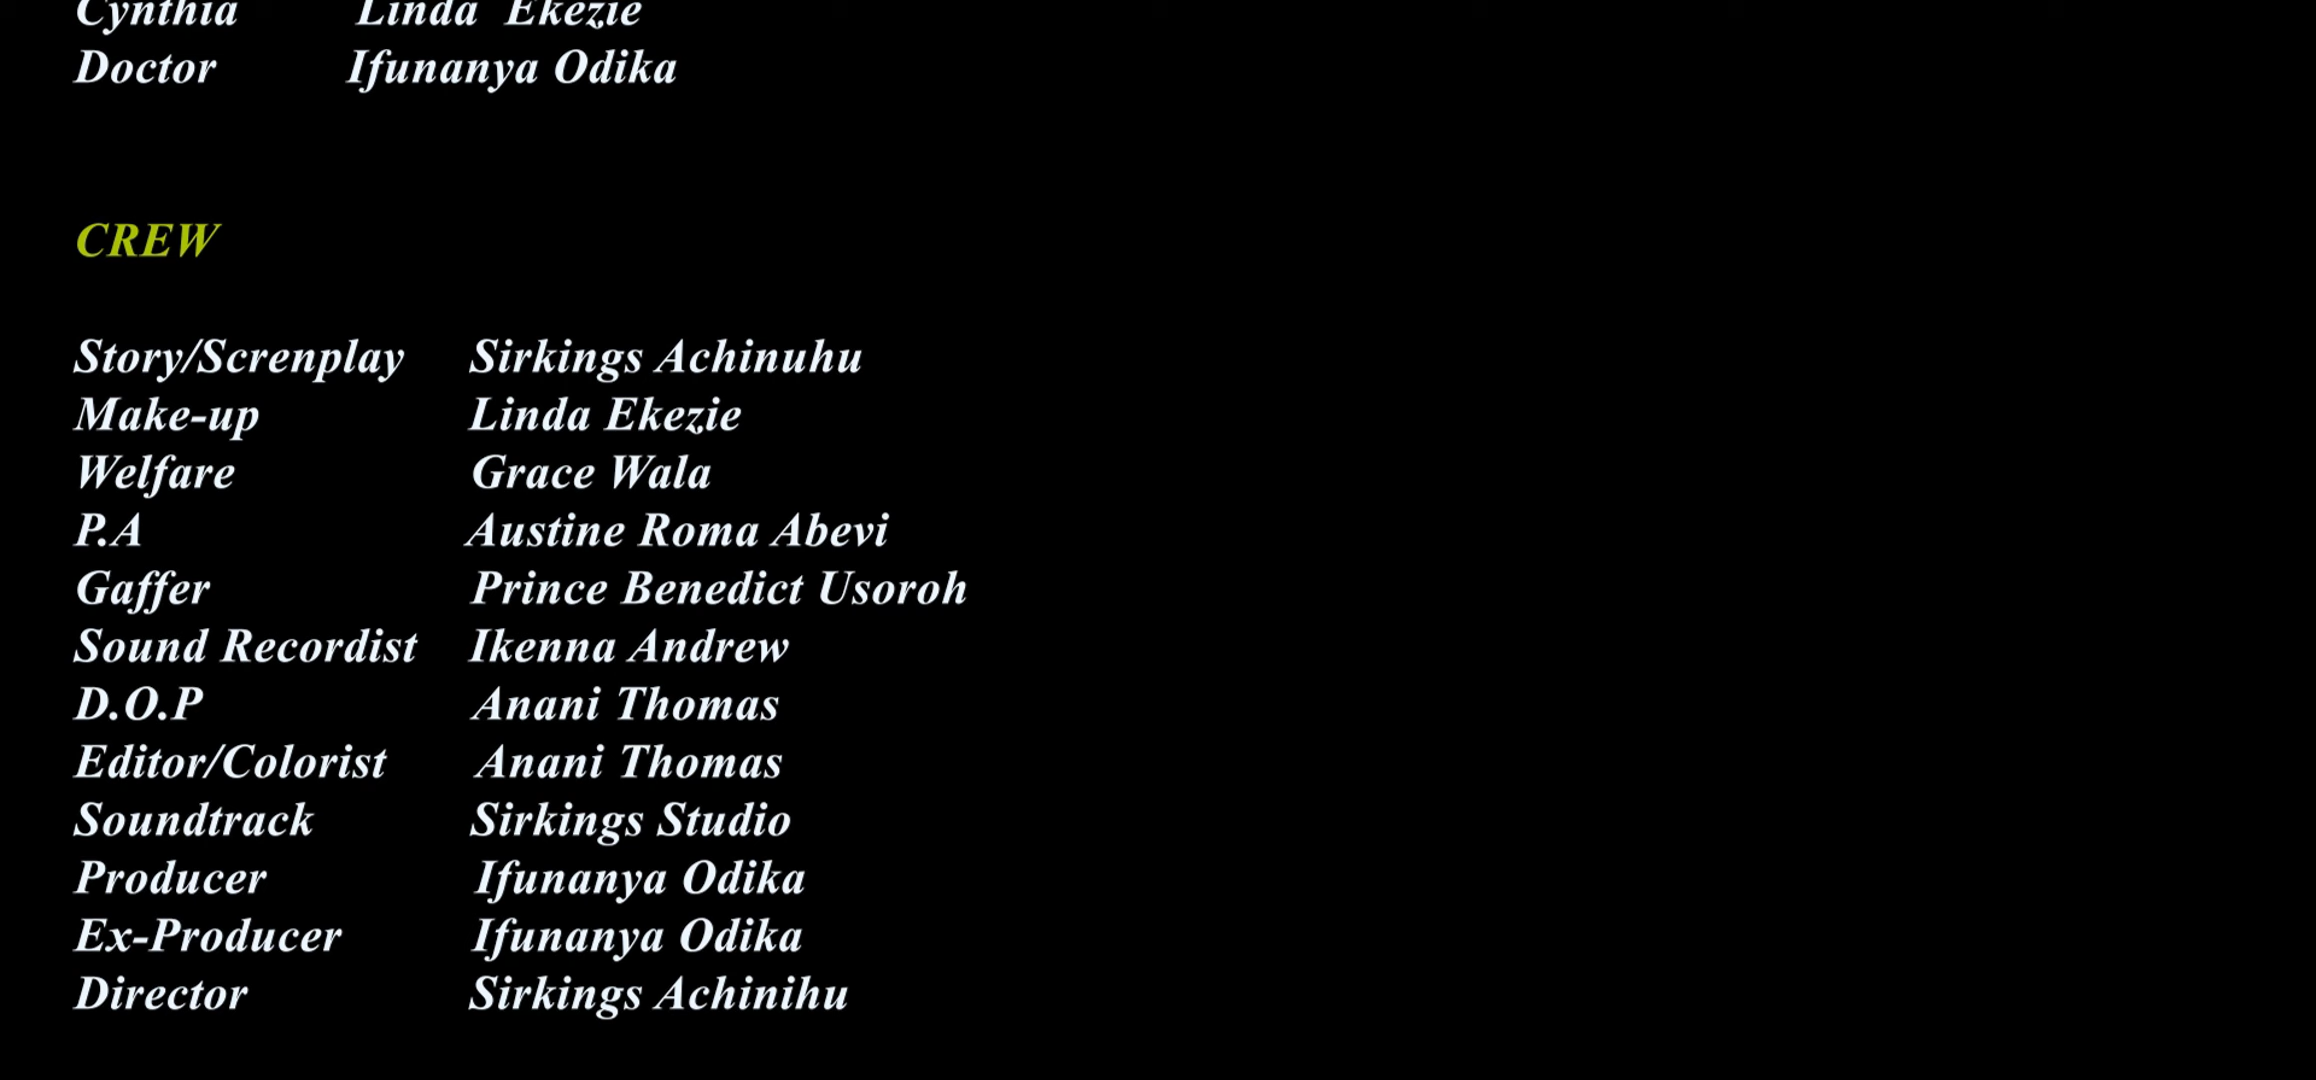 Cynthia Linda Ekezie
Doctor Ifunanya Odika
CREW
Story/Screnplay Sirkings Achinuhu
Make-up Linda Ekezie
Welfare Grace Wala
P.A Austine Roma Abevi
Gaffer Prince Benedict Usoroh
Sound Recordist Ikenna Andrew
D.O.P Anani Thomas
Editor/Colorist Anani Thomas
Soundtrack Sirkings Studio
Producer Ifunanya Odika
Ex-Producer Ifunanya Odika
Director Sirkings Achinihu